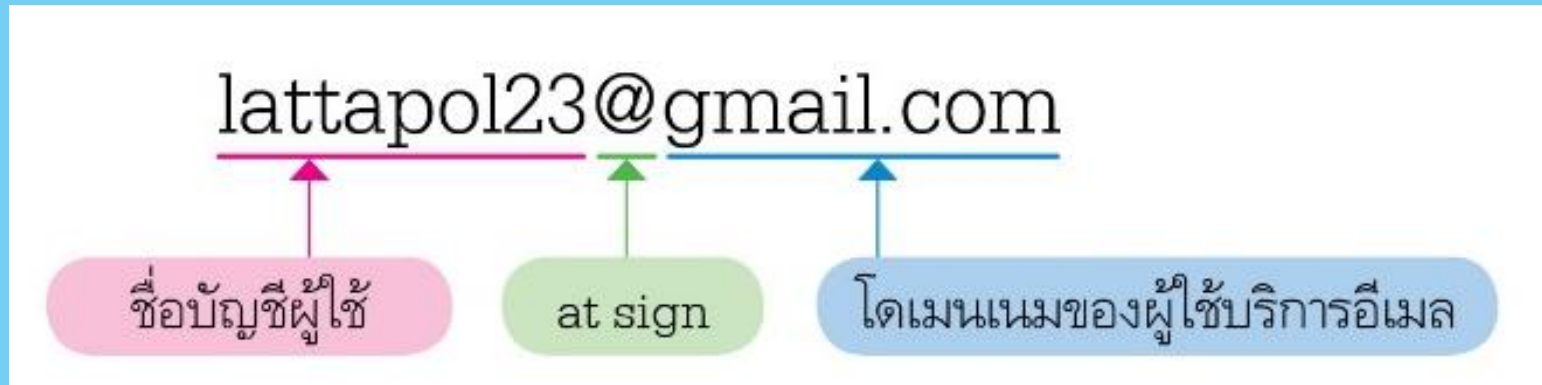 lattapol23@gmail.com
ชื่อบัญชีผู้ใช้
at sign
โดเมนเนมของผู้ใช้บริการอีเมล